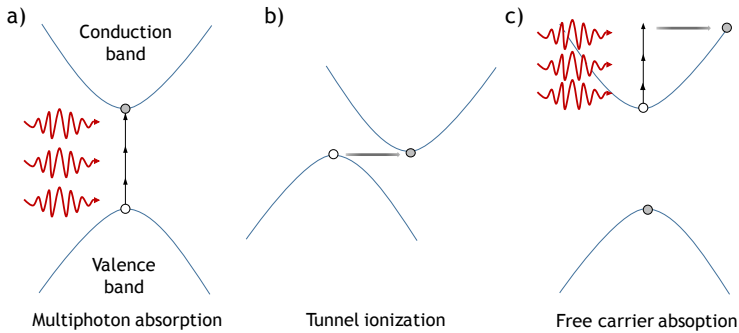 a)
Conduction
band
Valence
band
Multiphoton absorption
b)
Tunnel ionization
c)
Free carrier absoption